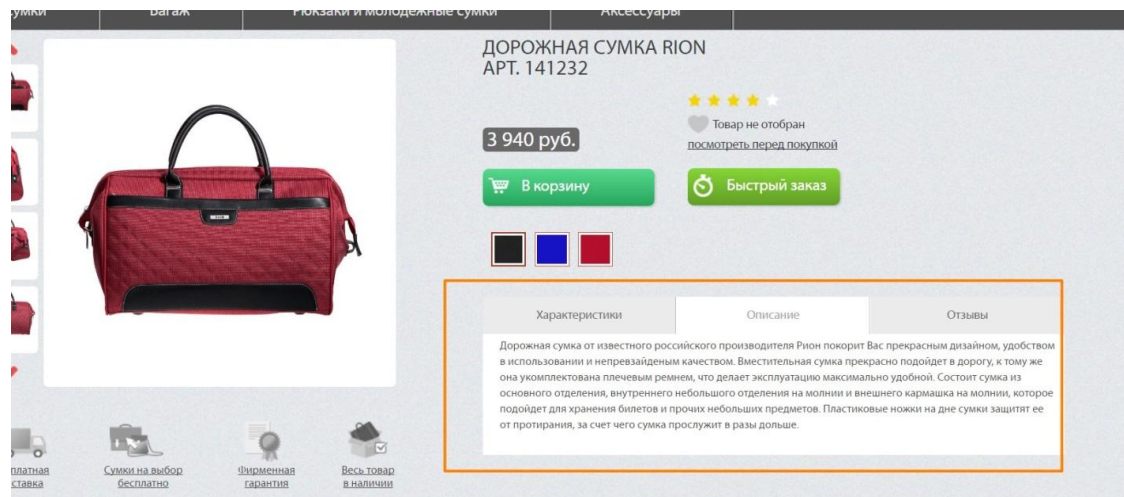 Багаж
Рюкзаки и молодежные сумки
Аксессуары
ДОРОЖНАЯ СУМКА RION
АРТ. 141232
Товар не отобран
3 940 руб.
посмотреть перед покупкой
В корзину
Быстрый заказ
Характеристики
Описание
Отзывы
Дорожная сумка от известного российского производителя Рион покорит Вас прекрасным дизайном, удобством
в использовании и непревзайденым качеством. Вместительная сумка прекрасно подойдет в дорогу, к тому же
она укомплектована плечевым ремнем, что делает эксплуатацию максимально удобной. Состоит сумка из
основного отделения, внутреннего небольшого отделения на молнии и внешнего кармашка на молнии, которое
подойдет для хранения билетов и прочих небольших предметов. Пластиковые ножки на дне сумки защитят ее
от протирания, за счет чего сумка прослужит в разы дольше.
платная
ставка
Сумки на выбор
бесплатно
Фирменная
гарантия
Весь товар
в наличии